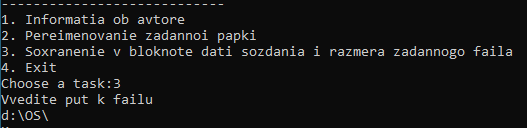 ----------------------------
1. Informatia ob avtore
2. Pereimenovanie zadannoi papki
3. Soxranenie v bloknote dati sozdania i razmera zadannogo faila
4. Exit
Choose a task:3
Vvedite put k failu
d:\OS\